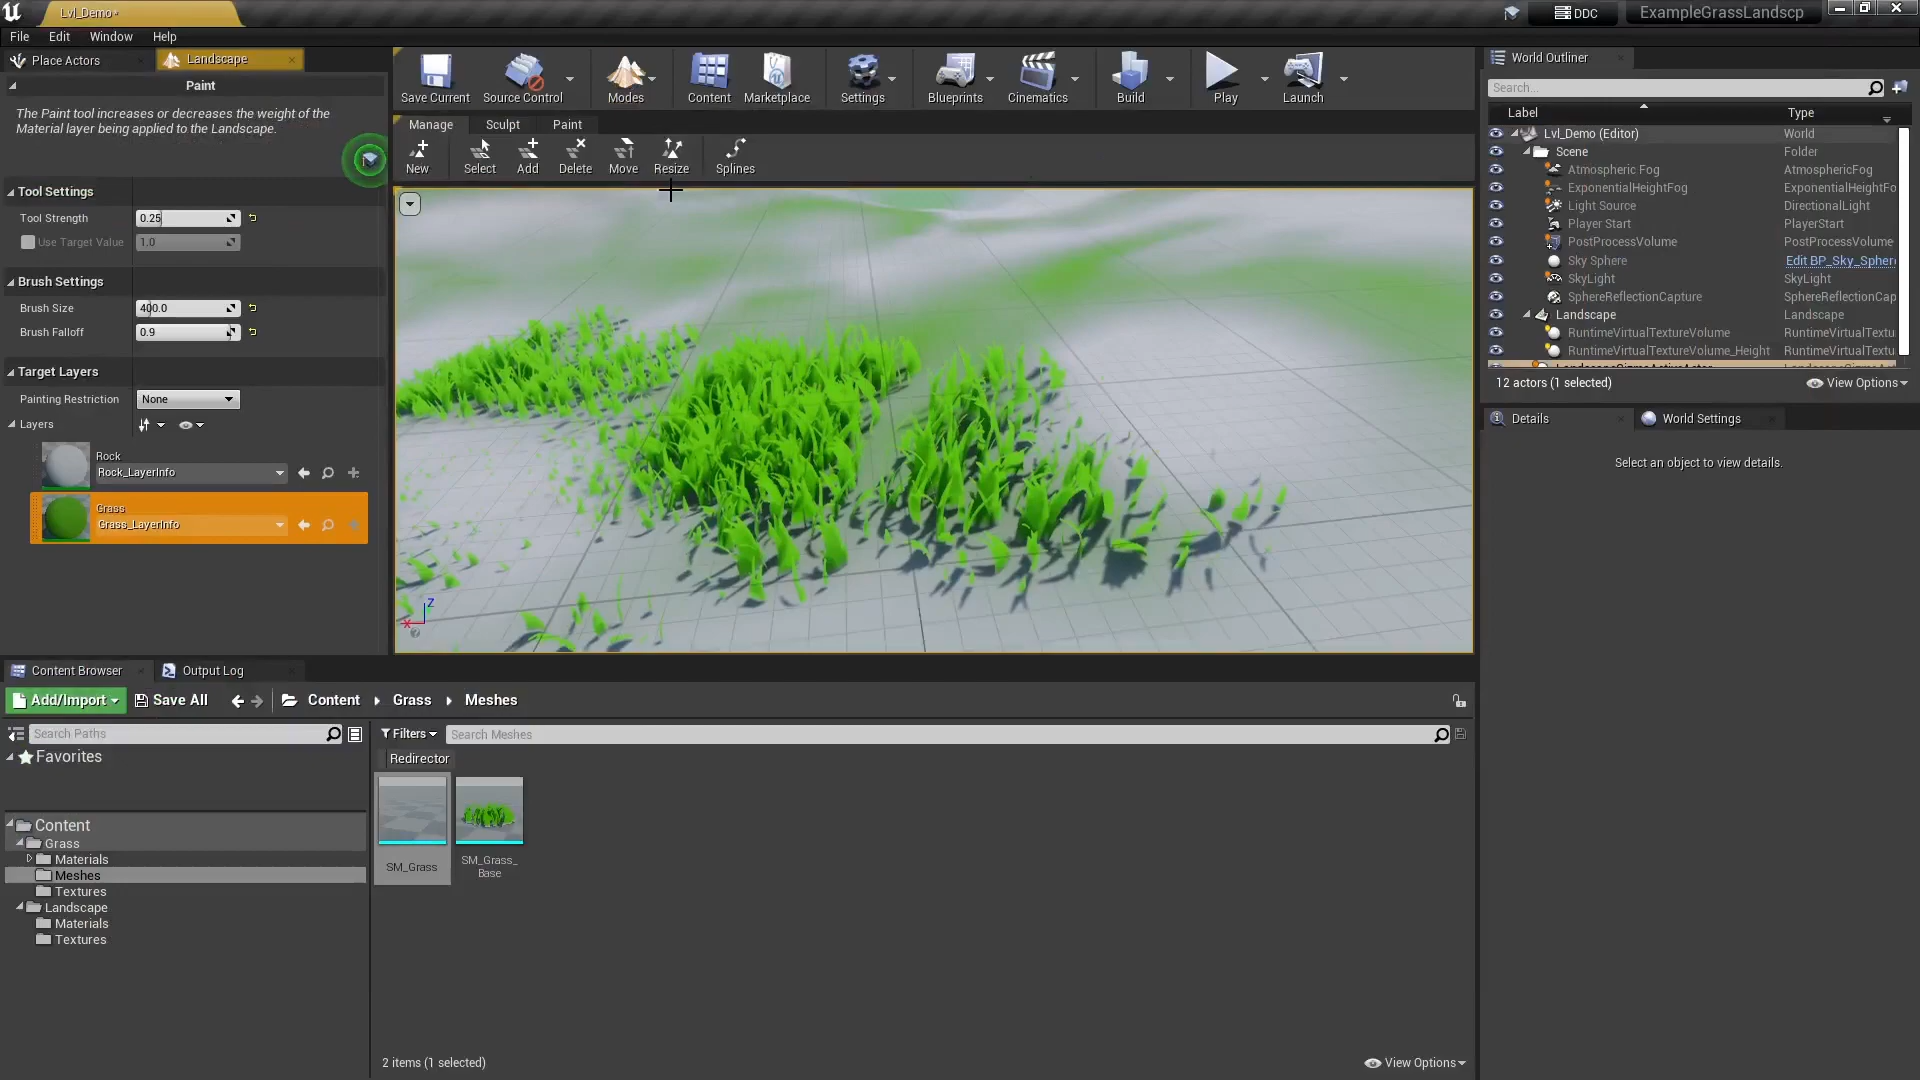 Lvl_Demo*
DDC
ExampleGrassLandscp
File Edit Window Help
Place Actors
Landscape
Paint
The Paint tool increases or decreases the weight of the
Material layer being applied to the Landscape.
Tool Settings
Tool Strength 0.25
Use Target Value 1.0
Brush Settings
Brush Size 400.0
Brush Falloff 0.9
Target Layers
Painting Restriction None
Layers
Rock
Rock_LayerInfo
Grass
Grass_LayerInfo
Save Current
Source Control
Modes
Content
Marketplace
Settings
Blueprints
Cinematics
Build
Play
Launch
Manage Sculpt Paint
New Select Add Delete Move Resize Splines
Z
X
World Outliner
Search...
Label Type
Lvl_Demo (Editor) World
Scene Folder
Atmospheric Fog AtmosphericFog
ExponentialHeightFog ExponentialHeightFo
Light Source DirectionalLight
Player Start PlayerStart
PostProcessVolume PostProcessVolume
Sky Sphere Edit BP_Sky_Sphere
SkyLight SkyLight
SphereReflectionCapture SphereReflectionCap
Landscape Landscape
RuntimeVirtualTextureVolume RuntimeVirtualTextu
RuntimeVirtualTextureVolume_Height RuntimeVirtualTextu
12 actors (1 selected)
View Options
Details
World Settings
Select an object to view details.
Content Browser
Output Log
Add/Import
Save All
Content
Grass
Meshes
Search Paths
Favorites
Content
Grass
Materials
Meshes
Textures
Landscape
Materials
Textures
Filters
Search Meshes
Redirector
SM_Grass
SM_Grass_
Base
2 items (1 selected)
View Options